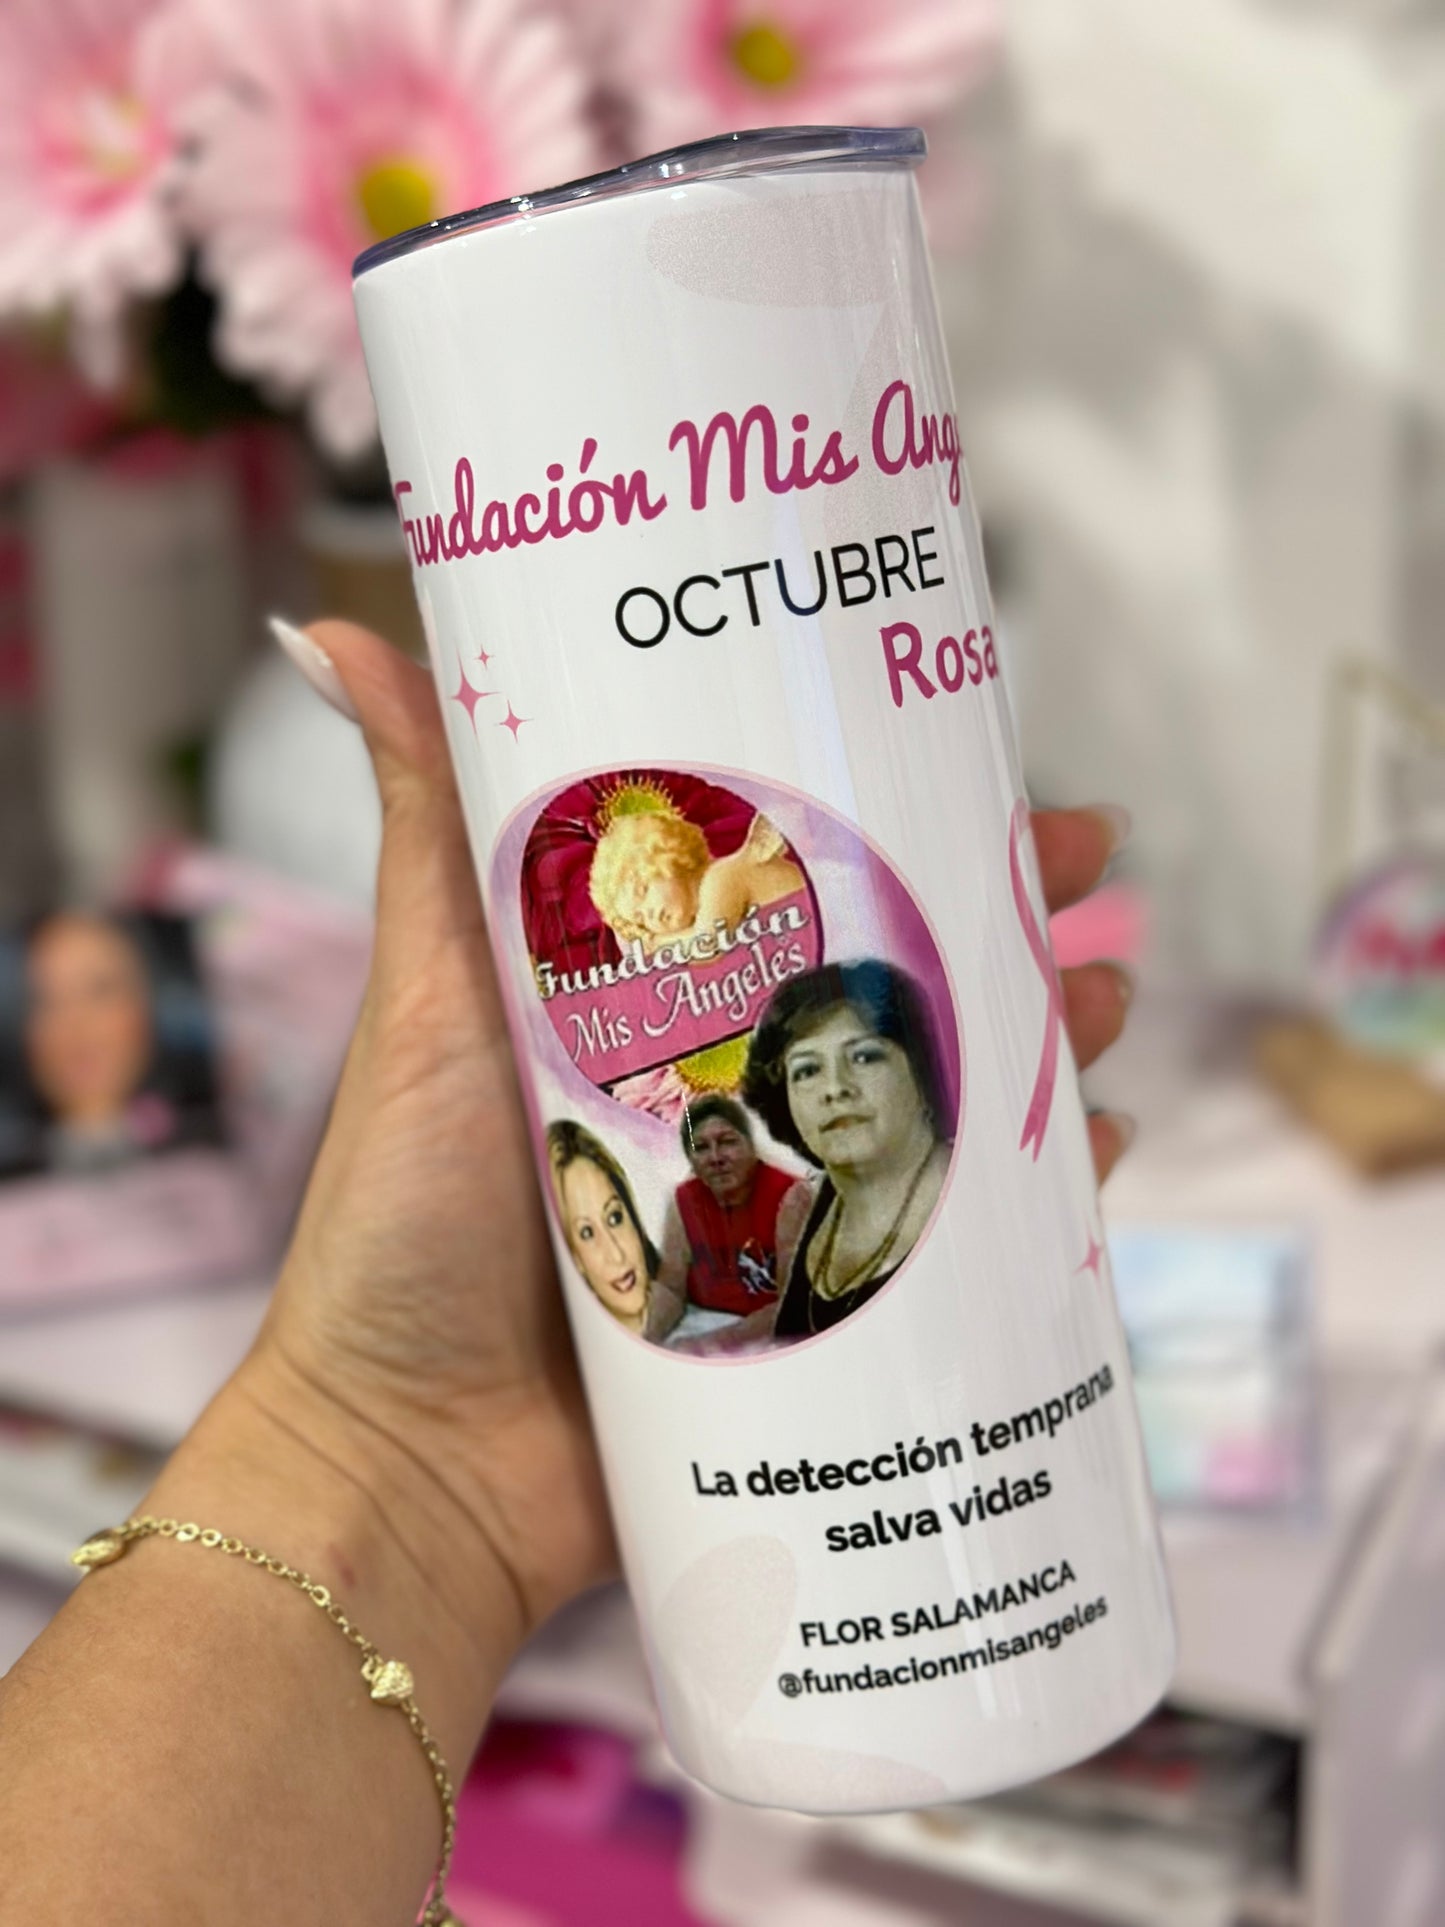 Fundación Mis Ang
OCTUBRE
Rosa
Fundación
Mis Angeles
La detección temprana
salva vidas
FLOR SALAMANCA
@fundacionmisangeles